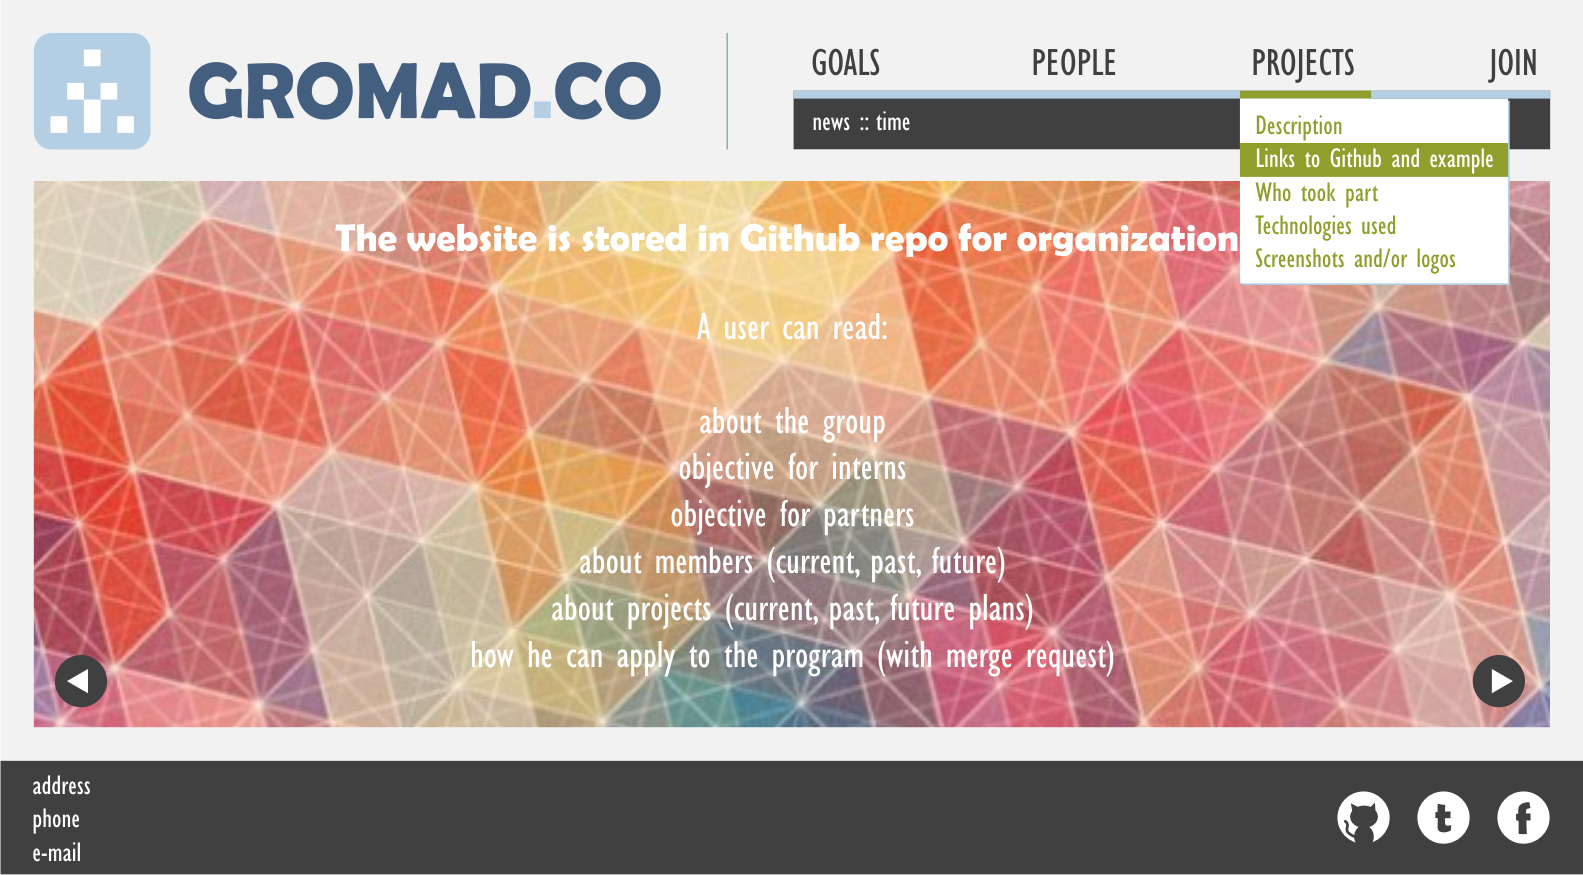 GROMAD.CO
GOALS PEOPLE PROJECTS JOIN
news :: time
Description
Links to Github and example
Who took part
Technologies used
Screenshots and/or logos
The website is stored in Github repo for organization
A user can read:
about the group
objective for interns
objective for partners
about members (current, past, future)
about projects (current, past, future plans)
how he can apply to the program (with merge request)
address
phone
e-mail
t f